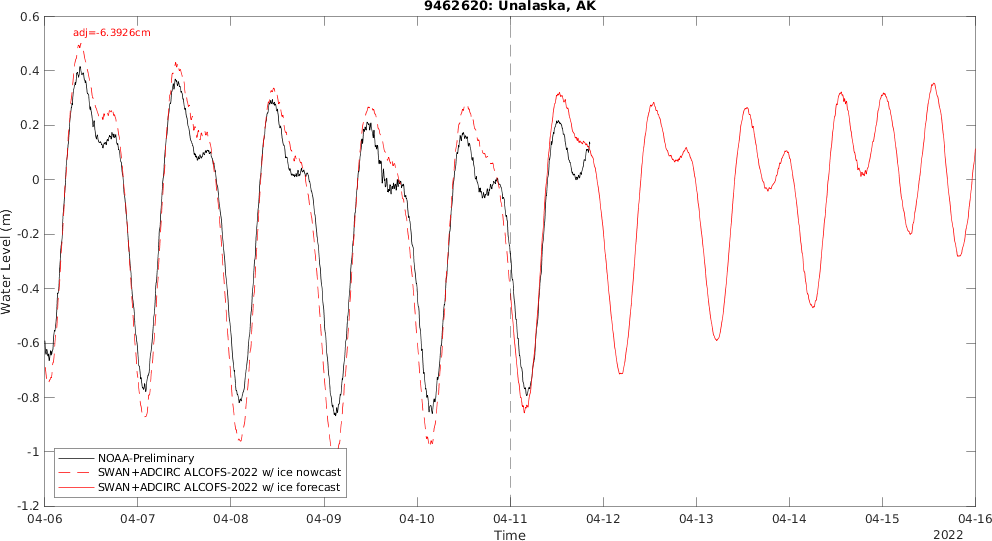 9462620: Unalaska, AK
adj=-6.3926cm
0.6
0.4
0.2
0
-0.2
-0.4
-0.6
-0.8
-1
-1.2
Water Level (m)
NOAA-Preliminary
SWAN+ADCIRC ALCOFS-2022 w/ ice nowcast
SWAN+ADCIRC ALCOFS-2022 w/ ice forecast
04-06 04-07 04-08 04-09 04-10 04-11 04-12 04-13 04-14 04-15 04-16
Time
2022